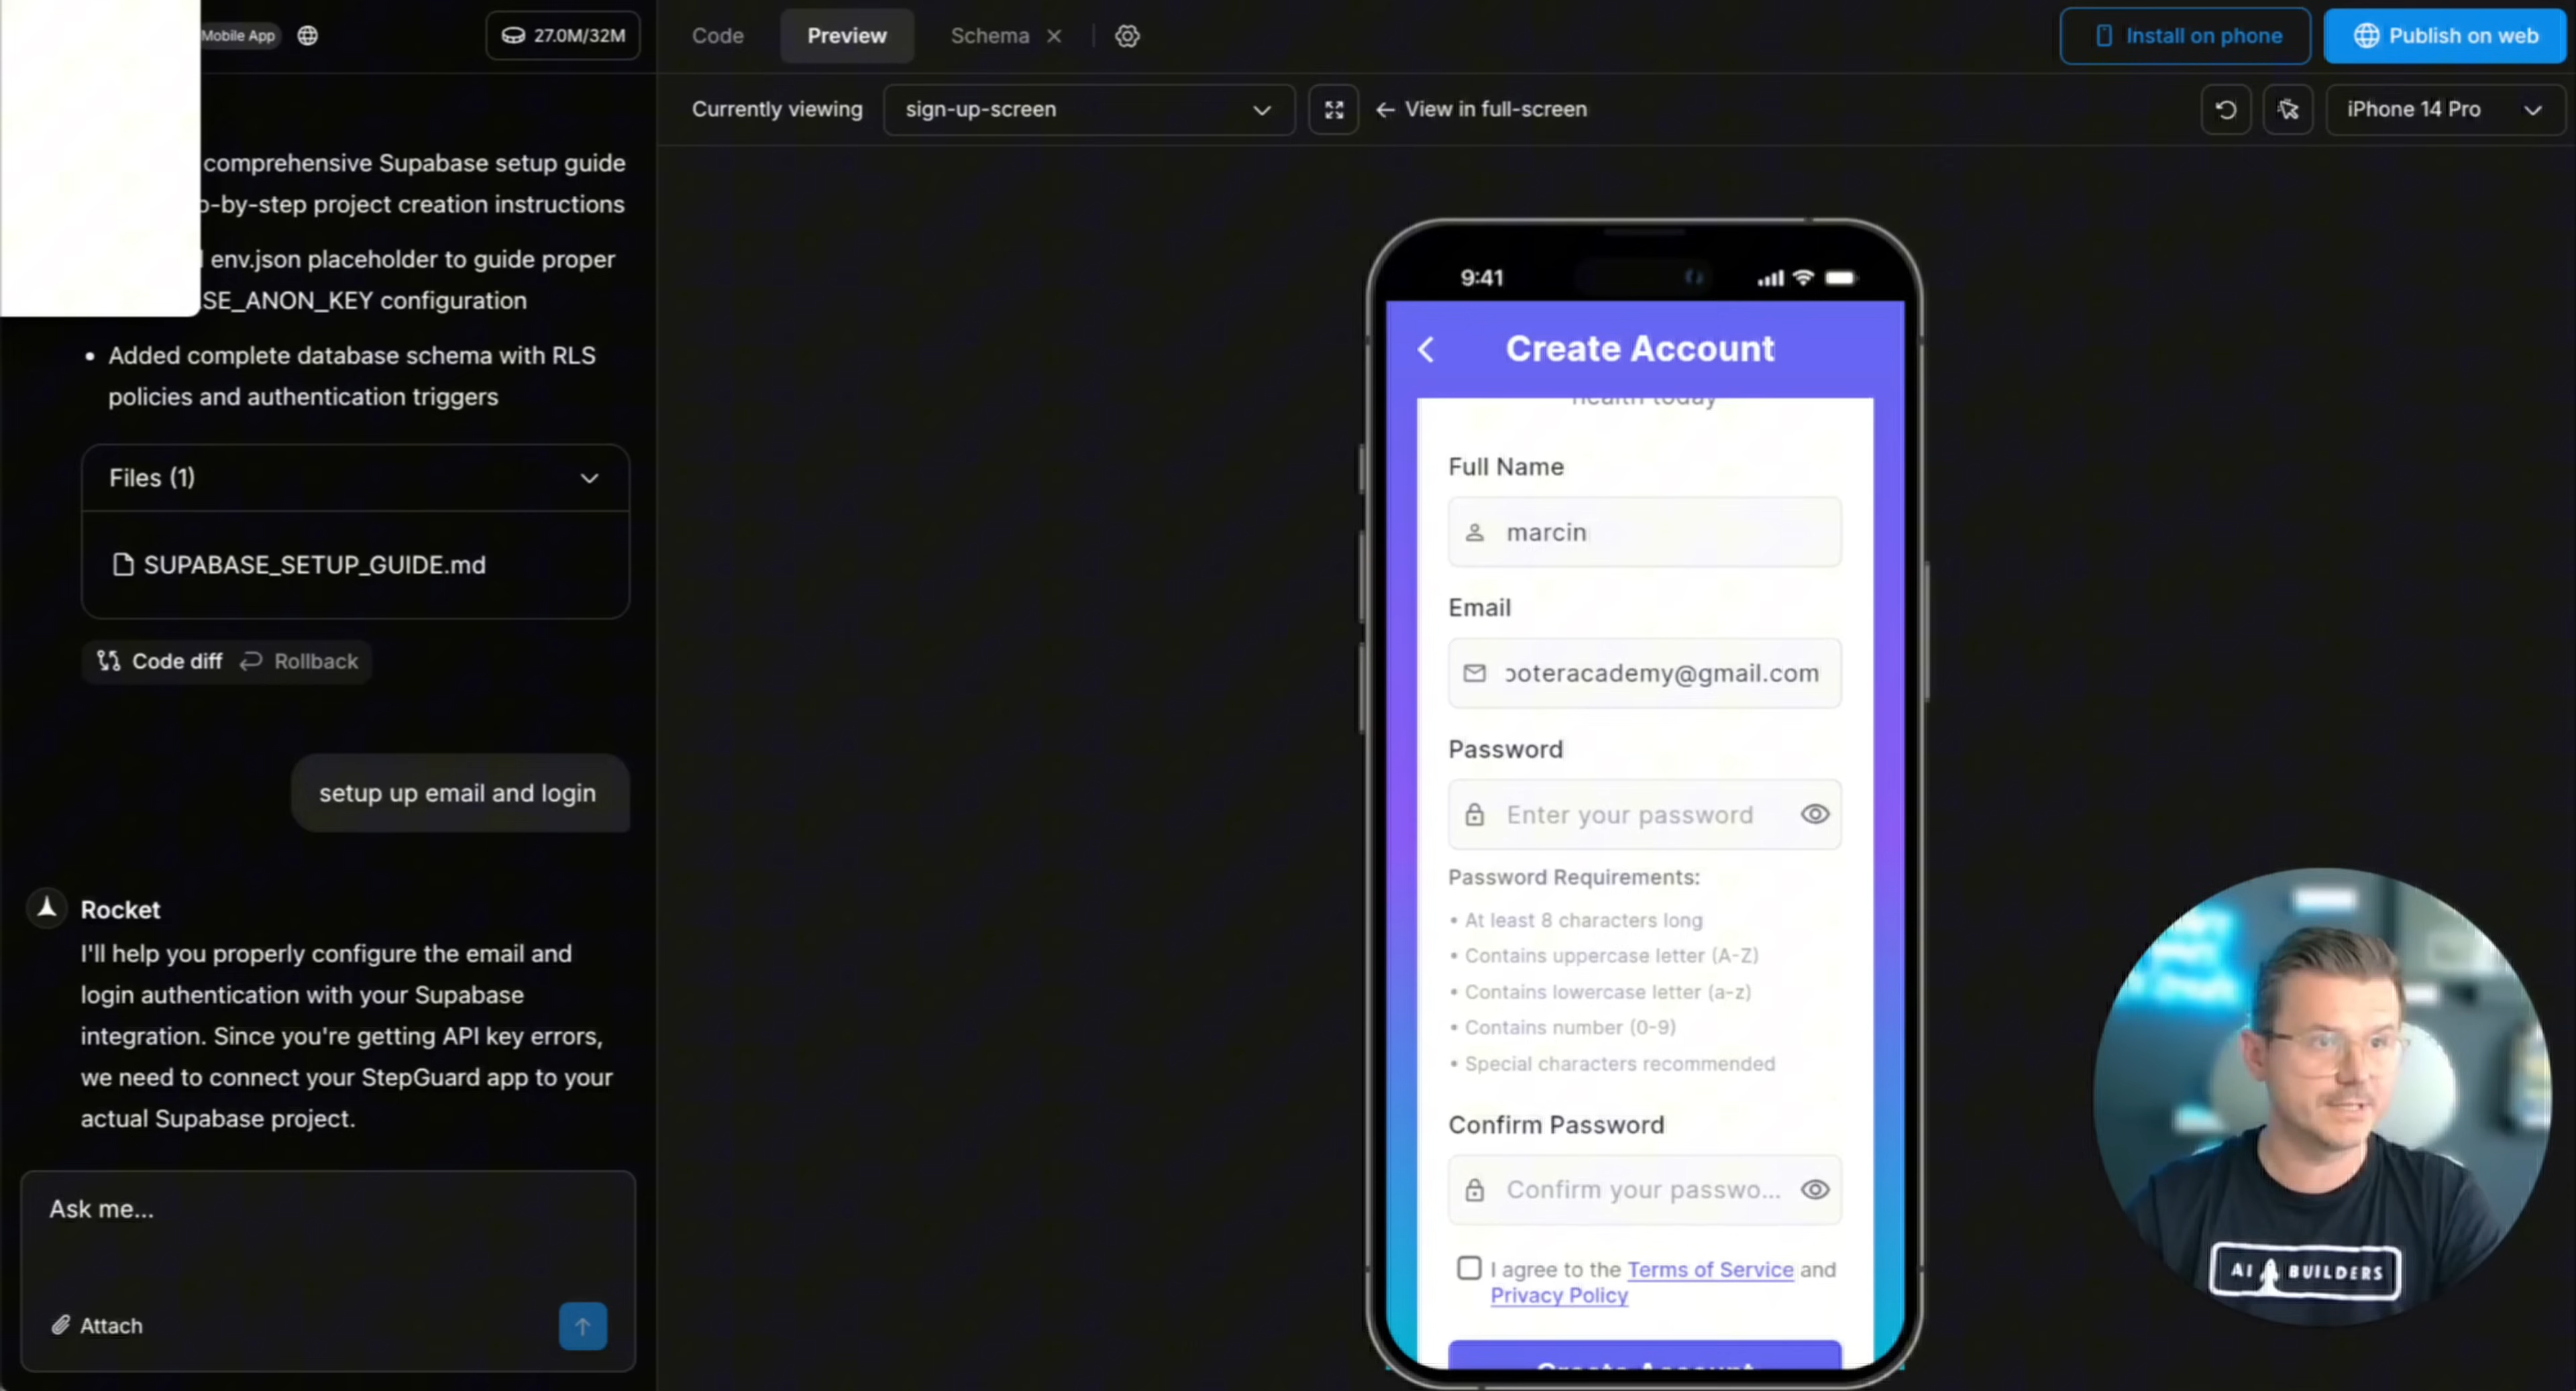 Mobile App
27.0M/32M
Code
Preview
Schema
Install on phone
Publish on web
Currently viewing
sign-up-screen
View in full-screen
iPhone 14 Pro
comprehensive Supabase setup guide
-by-step project creation instructions
env.json placeholder to guide proper
SE_ANON_KEY configuration
• Added complete database schema with RLS
policies and authentication triggers
Files (1)
SUPABASE_SETUP_GUIDE.md
Code diff
Rollback
setup up email and login
Rocket
I'll help you properly configure the email and
login authentication with your Supabase
integration. Since you're getting API key errors,
we need to connect your StepGuard app to your
actual Supabase project.
Ask me...
Attach
9:41
Create Account
health today
Full Name
marcin
Email
ooteracademy@gmail.com
Password
Enter your password
Password Requirements:
• At least 8 characters long
• Contains uppercase letter (A-Z)
• Contains lowercase letter (a-z)
• Contains number (0-9)
• Special characters recommended
Confirm Password
Confirm your passwo...
I agree to the Terms of Service and
Privacy Policy
Create Account
AI BUILDERS